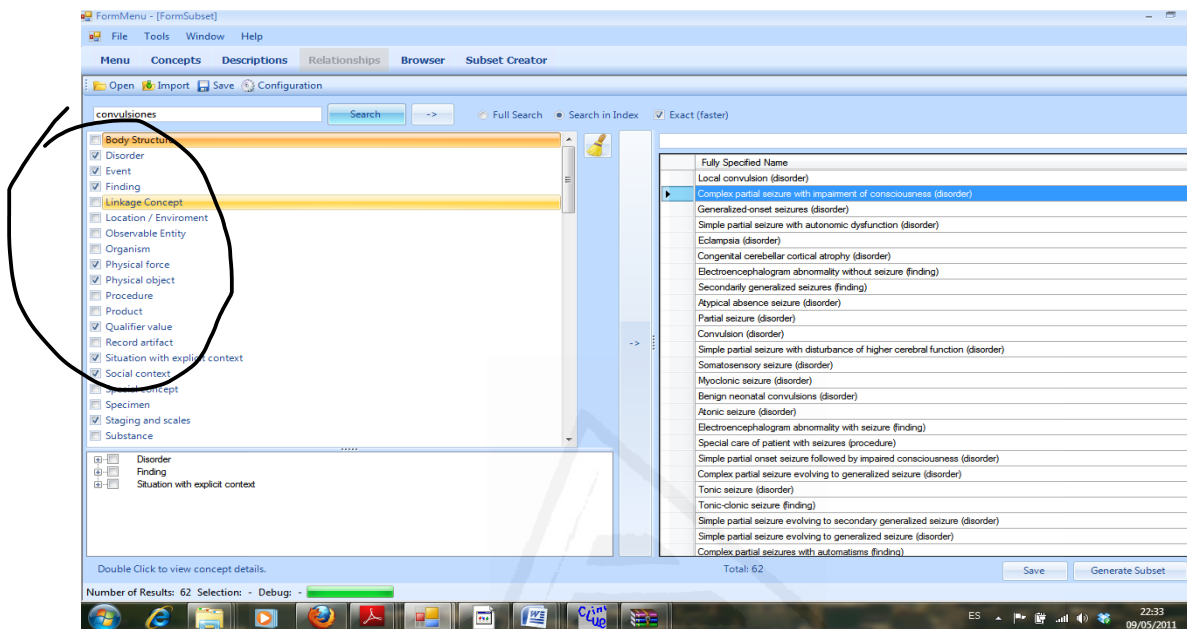 FormMenu - [FormSubset]
File Tools Window Help
Menu Concepts Descriptions Relationships Browser Subset Creator
Open Import Save Configuration
convulsiones Search -> Full Search Search in Index Exact (faster)
Body Structure
Disorder
Event
Finding
Linkage Concept
Location / Enviroment
Observable Entity
Organism
Physical force
Physical object
Procedure
Product
Qualifier value
Record artifact
Situation with explicit context
Social context
Special concept
Specimen
Staging and scales
Substance
Disorder
Finding
Situation with explicit context
->
Fully Specified Name
Local convulsion (disorder)
Complex partial seizure with impairment of consciousness (disorder)
Generalized-onset seizures (disorder)
Simple partial seizure with autonomic dysfunction (disorder)
Eclampsia (disorder)
Congenital cerebellar cortical atrophy (disorder)
Electroencephalogram abnormality without seizure (finding)
Secondarily generalized seizures (finding)
Atypical absence seizure (disorder)
Partial seizure (disorder)
Convulsion (disorder)
Simple partial seizure with disturbance of higher cerebral function (disorder)
Somatosensory seizure (disorder)
Myoclonic seizure (disorder)
Benign neonatal convulsions (disorder)
Atonic seizure (disorder)
Electroencephalogram abnormality with seizure (finding)
Special care of patient with seizures (procedure)
Simple partial onset seizure followed by impaired consciousness (disorder)
Complex partial seizure evolving to generalized seizure (disorder)
Tonic seizure (disorder)
Tonic-clonic seizure (finding)
Simple partial seizure evolving to secondary generalized seizure (disorder)
Simple partial seizure evolving to generalized seizure (disorder)
Complex partial seizures with automatisms (finding)
Double Click to view concept details. Total: 62 Save Generate Subset
Number of Results: 62 Selection: - Debug: -
Clini Clue ES 22:33
09/05/2011